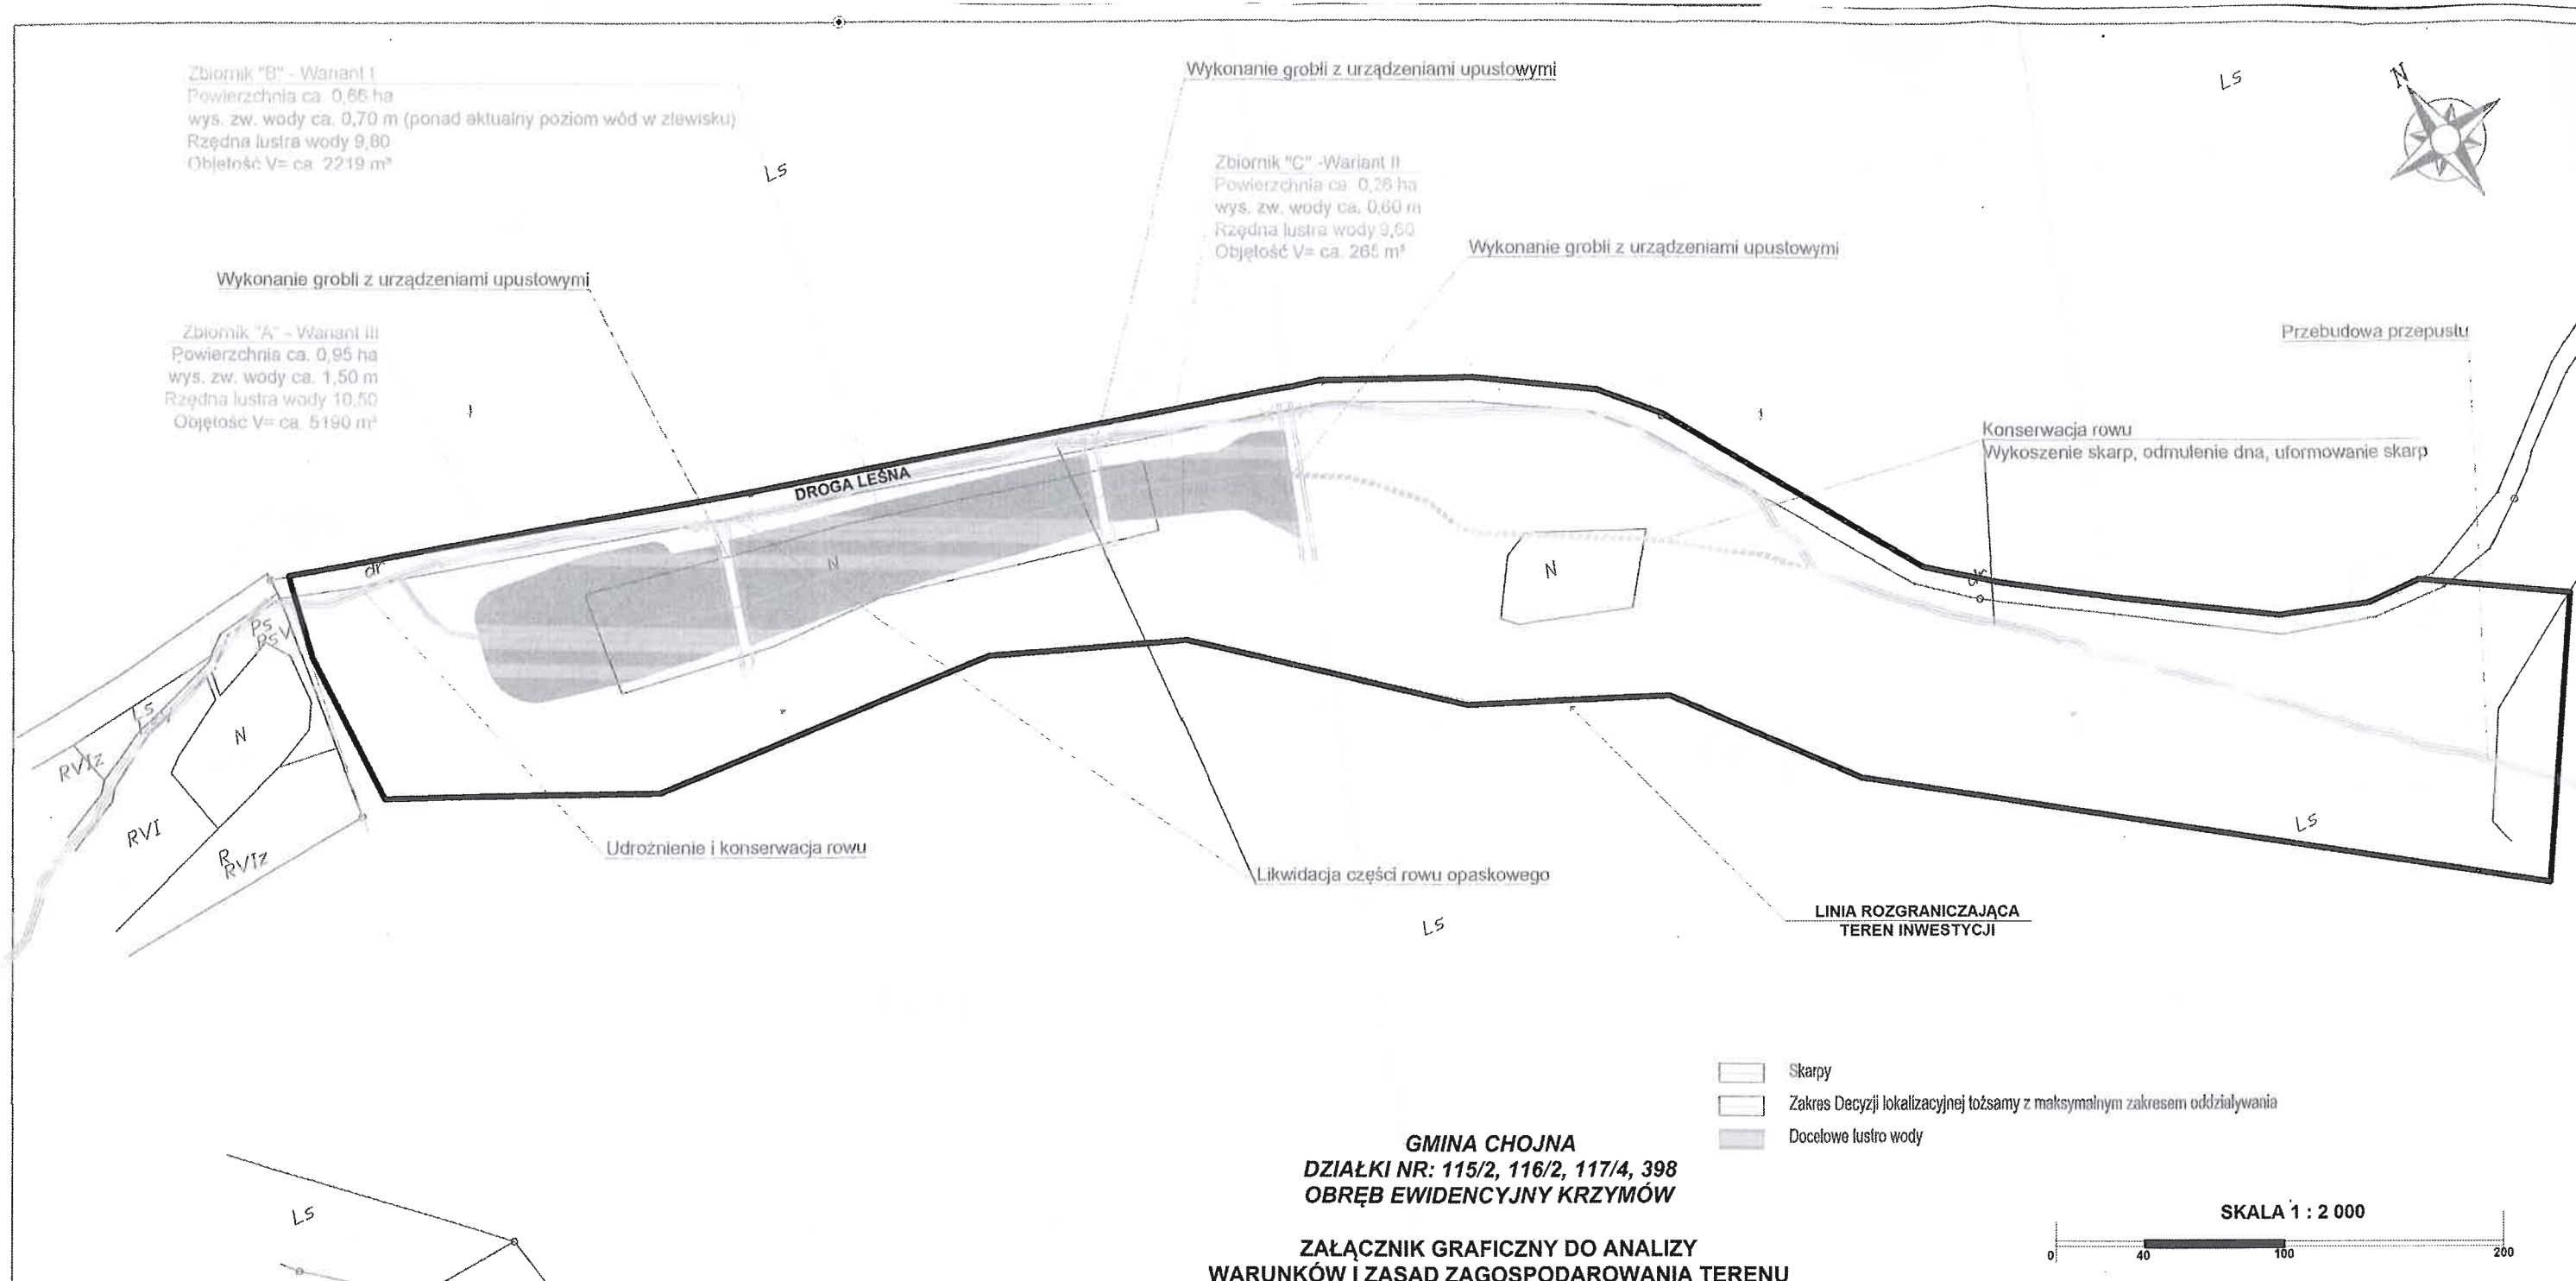 Zbiornik "B" - Wariant I
Powierzchnia ca. 0,66 ha
wys. zw. wody ca. 0,70 m (ponad aktualny poziom wód w zlewisku)
Rzędna lustra wody 9,80
Objetość V= ca. 2219 m³
Wykonanie grobli z urządzeniami upustowymi
Ls
N
Ls
Zbiornik "C" -Wariant II
Powierzchnia ca. 0,26 ha
wys. zw. wody ca. 0,60 m
Rzędna lustra wody 9,60
Objętość V= ca. 265 m³
Wykonanie grobli z urządzeniami upustowymi
Wykonanie grobli z urządzeniami upustowymi
Zbiornik "A" - Wariant III
Powierzchnia ca. 0,95 ha
wys. zw. wody ca. 1,50 m
Rzędna lustra wody 10,50
Objętość V= ca. 5190 m³
Przebudowa przepustu
Konserwacja rowu
Wykoszenie skarp, odmulenie dna, uformowanie skarp
DROGA LEŚNA
dr
N
N
dr
Ps
PsV
Ls
LsV
N
RVIz
RVI
R
RVIz
Udrożnienie i konserwacja rowu
Likwidacja części rowu opaskowego
Ls
LINIA ROZGRANICZAJĄCA
TEREN INWESTYCJI
Ls
Skarpy
Zakres Decyzji lokalizacyjnej tożsamy z maksymalnym zakresem oddziaływania
Docelowe lustro wody
GMINA CHOJNA
DZIAŁKI NR: 115/2, 116/2, 117/4, 398
OBRĘB EWIDENCYJNY KRZYMÓW
Ls
SKALA 1 : 2 000
0 40 100 200
ZAŁĄCZNIK GRAFICZNY DO ANALIZY
WARUNKÓW I ZASAD ZAGOSPODAROWANIA TERENU